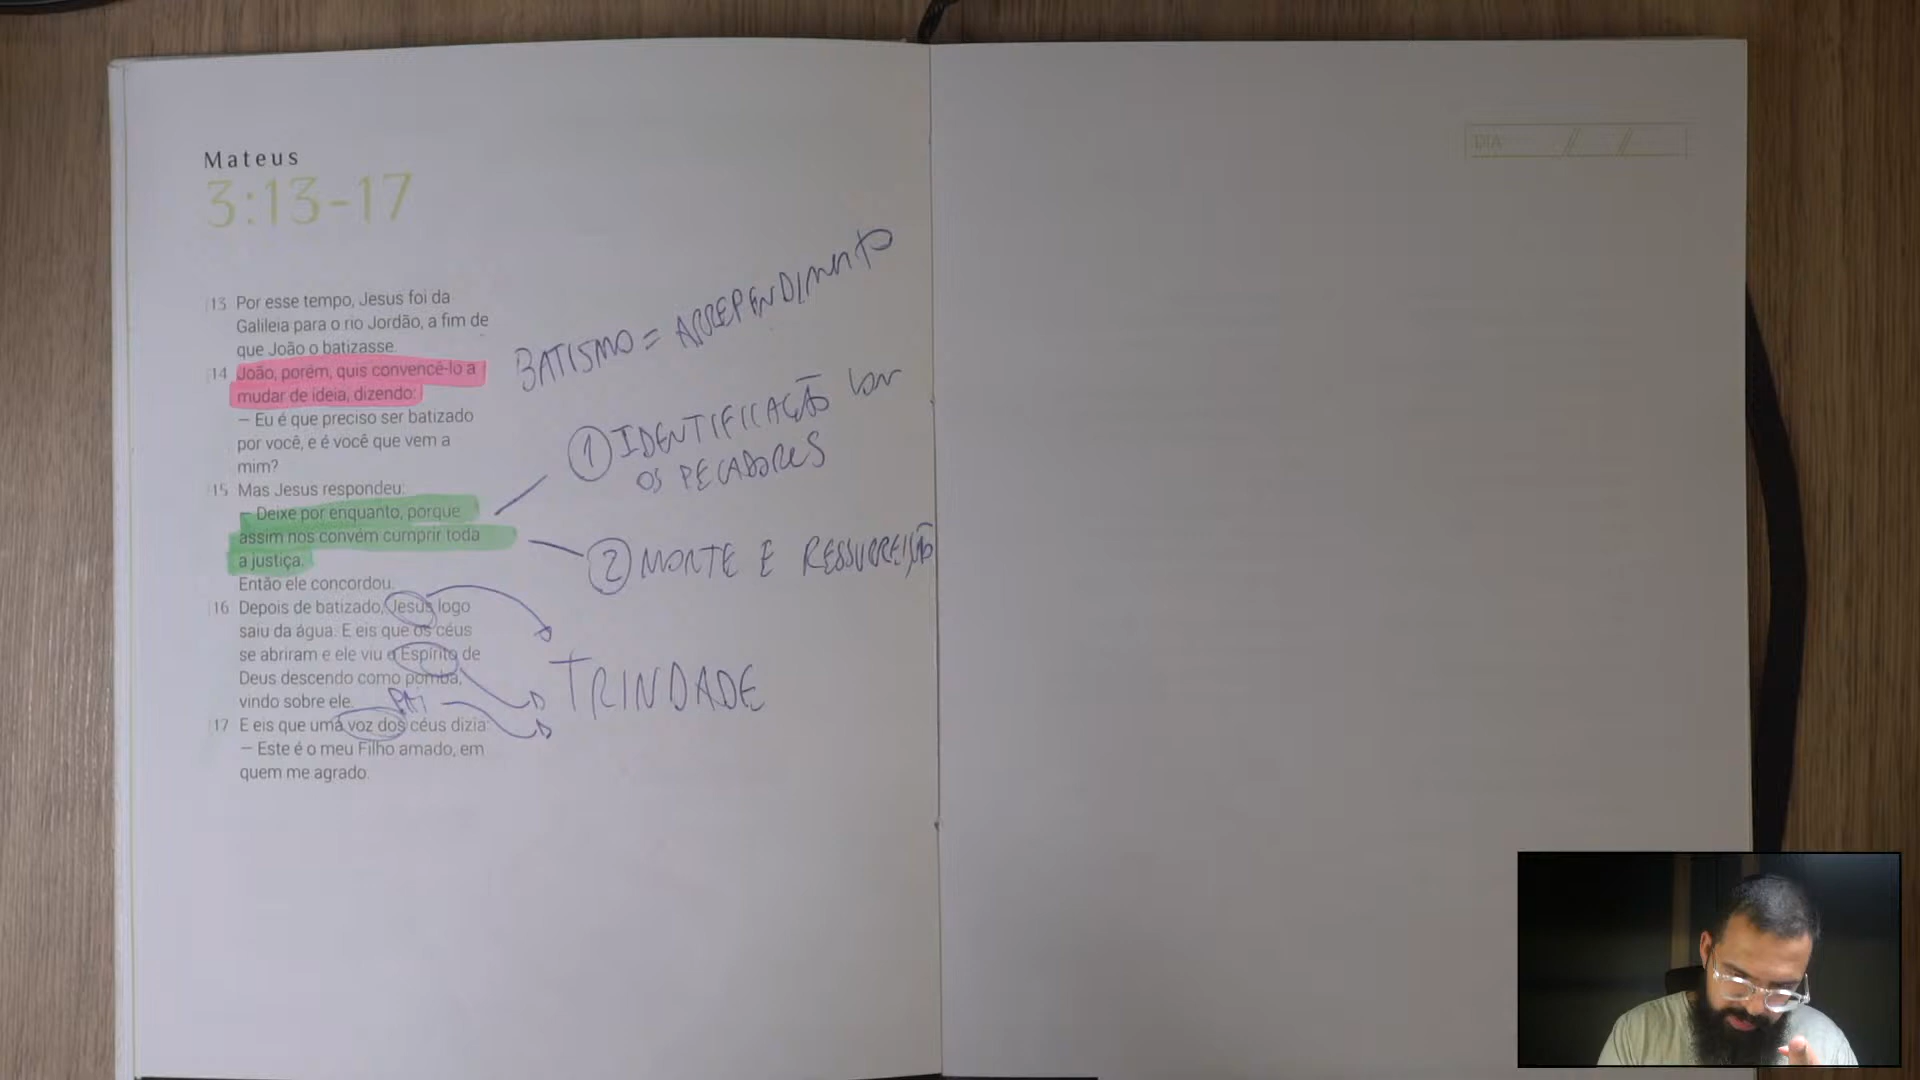 Mateus
3:13-17
13 Por esse tempo, Jesus foi da
Galileia para o rio Jordão, a fim de
que João o batizasse.
14 João, porém, quis convencê-lo a
mudar de ideia, dizendo:
– Eu é que preciso ser batizado
por você, e é você que vem a
mim?
15 Mas Jesus respondeu:
– Deixe por enquanto, porque
assim nos convém cumprir toda
a justiça.
Então ele concordou.
16 Depois de batizado, Jesus logo
saiu da água. E eis que os céus
se abriram e ele viu o Espírito de
Deus descendo como pomba,
vindo sobre ele.
PAI
17 E eis que uma voz dos céus dizia:
– Este é o meu Filho amado, em
quem me agrado.
BATISMO = ARREPENDIMENTO
1 IDENTIFICAÇÃO com
OS PECADORES
2 MORTE E RESSURREIÇÃO
TRINDADE
DIA / /